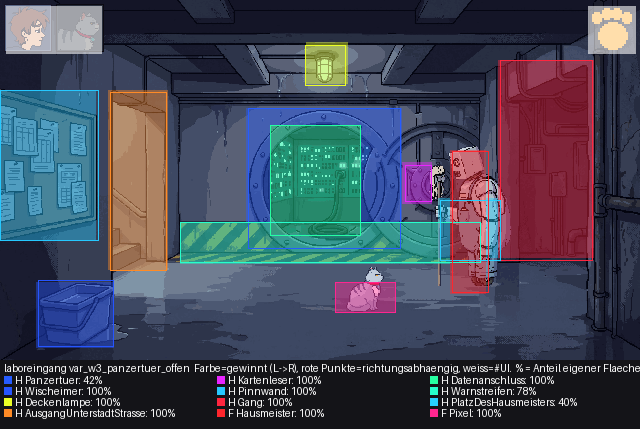 laboreingang var_w3_panzertuer_offen  Farbe=gewinnt (L->R), rote Punkte=richtungsabhaengig, weiss=#UI. % = Anteil eigener Flaeche
H Panzertuer: 42%  H Kartenleser: 100%  H Datenanschluss: 100%
H Wischeimer: 100%  H Pinnwand: 100%  H Warnstreifen: 78%
H Deckenlampe: 100%  H Gang: 100%  H PlatzDesHausmeisters: 40%
H AusgangUnterstadtStrasse: 100%  F Hausmeister: 100%  F Pixel: 100%